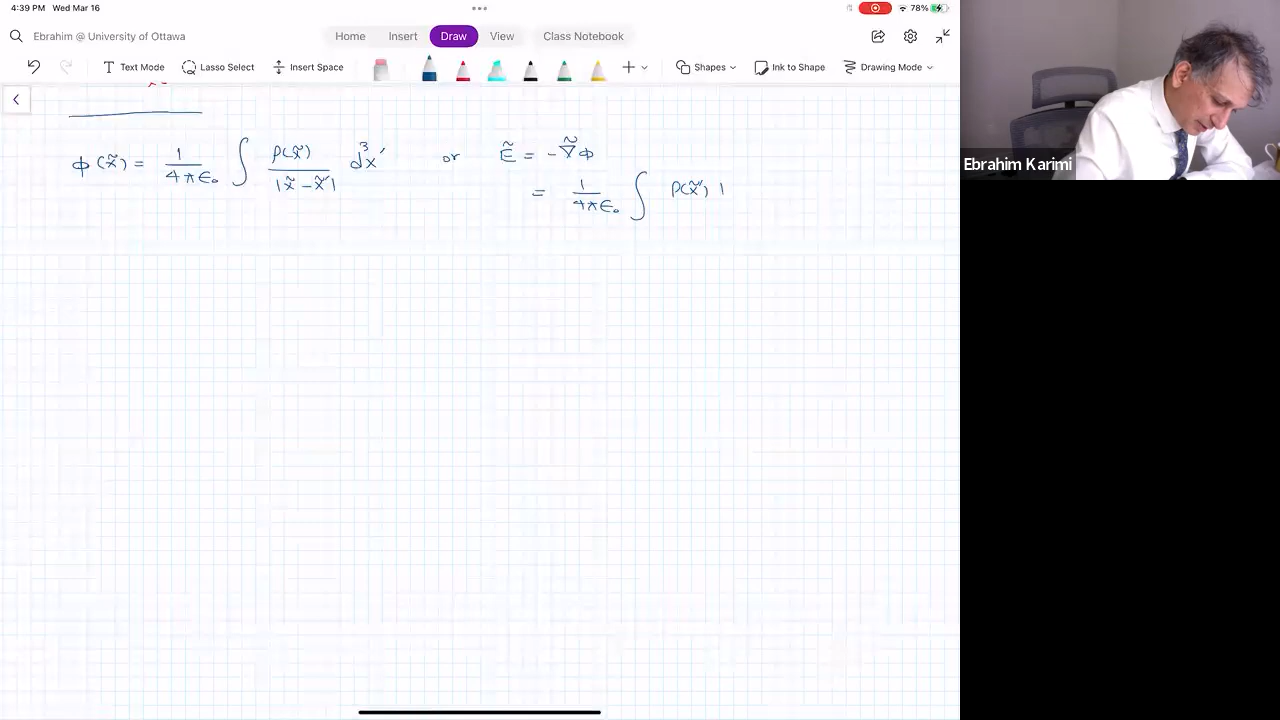 4:39 PM Wed Mar 16
78%
Ebrahim @ University of Ottawa
Home Insert Draw View Class Notebook
Text Mode Lasso Select Insert Space Shapes Ink to Shape Drawing Mode
Φ(x̃) = 1/4πϵ₀ ∫ ρ(x̃)/|x̃ - x̃'| d³x' or Ẽ = -∇̃Φ
= 1/4πϵ₀ ∫ ρ(x̃')
Ebrahim Karimi